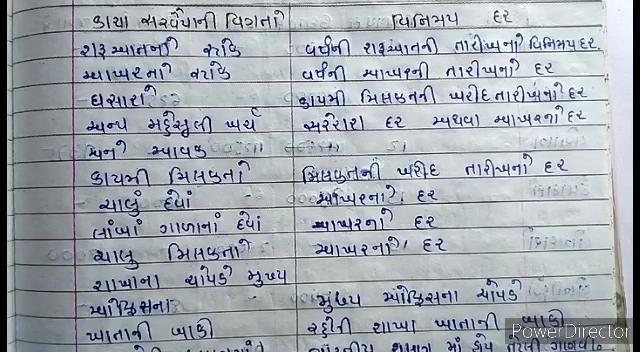 કાચા સરવૈયાની વિગતો વિનિમય દર
શરૂઆતનો સ્ટોક વર્ષની શરૂઆતની તારીખનો વિનિમય દર
આખરનો સ્ટોક વર્ષની આખરની તારીખનો દર
ઘસારો કાયમી મિલકતની ખરીદ તારીખનો દર
અન્ય મહેસૂલી ખર્ચ સરેરાશ દર અથવા આખરનો દર
અને આવક
કાયમી મિલકતો મિલકતની ખરીદ તારીખનો દર
ચાલુ દેવાં આખરનો દર
લાંબા ગાળાનાં દેવાં આખરનો દર
ચાલુ મિલકતો આખરનો દર
શાખાના ચોપડે મુખ્ય
ઓફિસના મુખ્ય ઓફિસના ચોપડે
ખાતાની બાકી રહેતી શાખા ખાતાની બાકી
PowerDirector